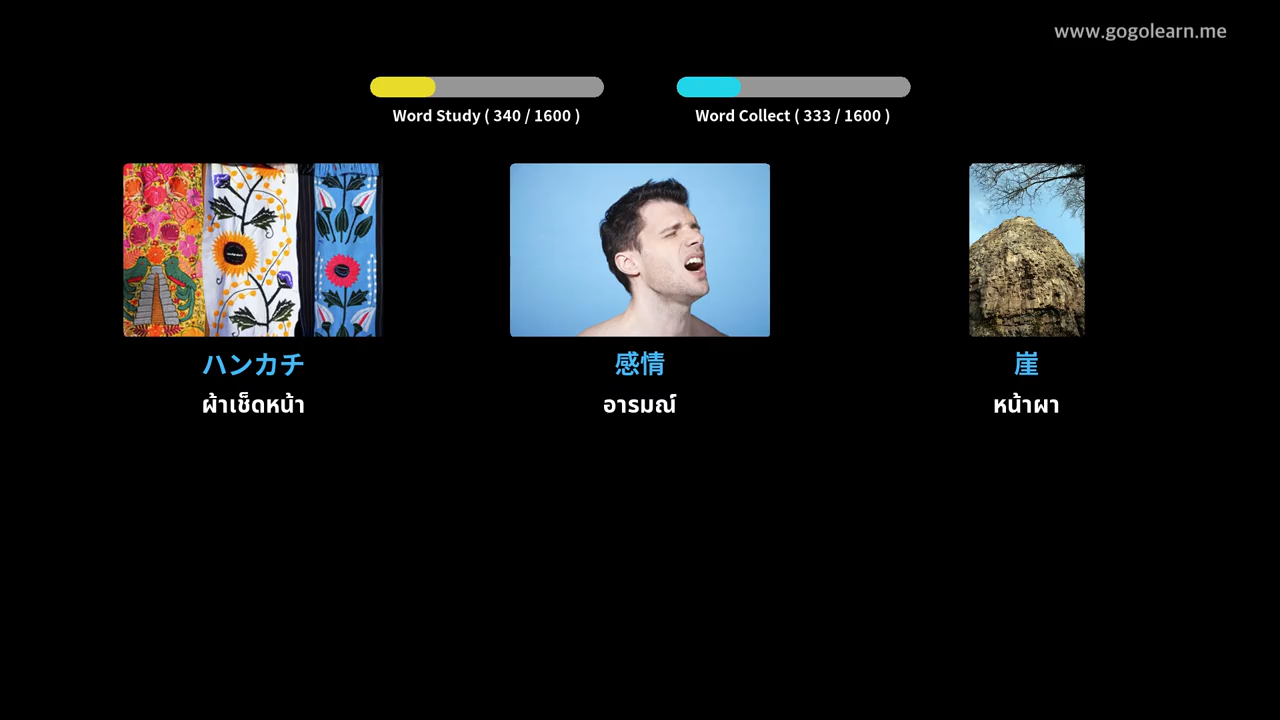 www.gogolearn.me
Word Study ( 340 / 1600 )
Word Collect ( 333 / 1600 )
ハンカチ
ผ้าเช็ดหน้า
感情
อารมณ์
崖
หน้าผา